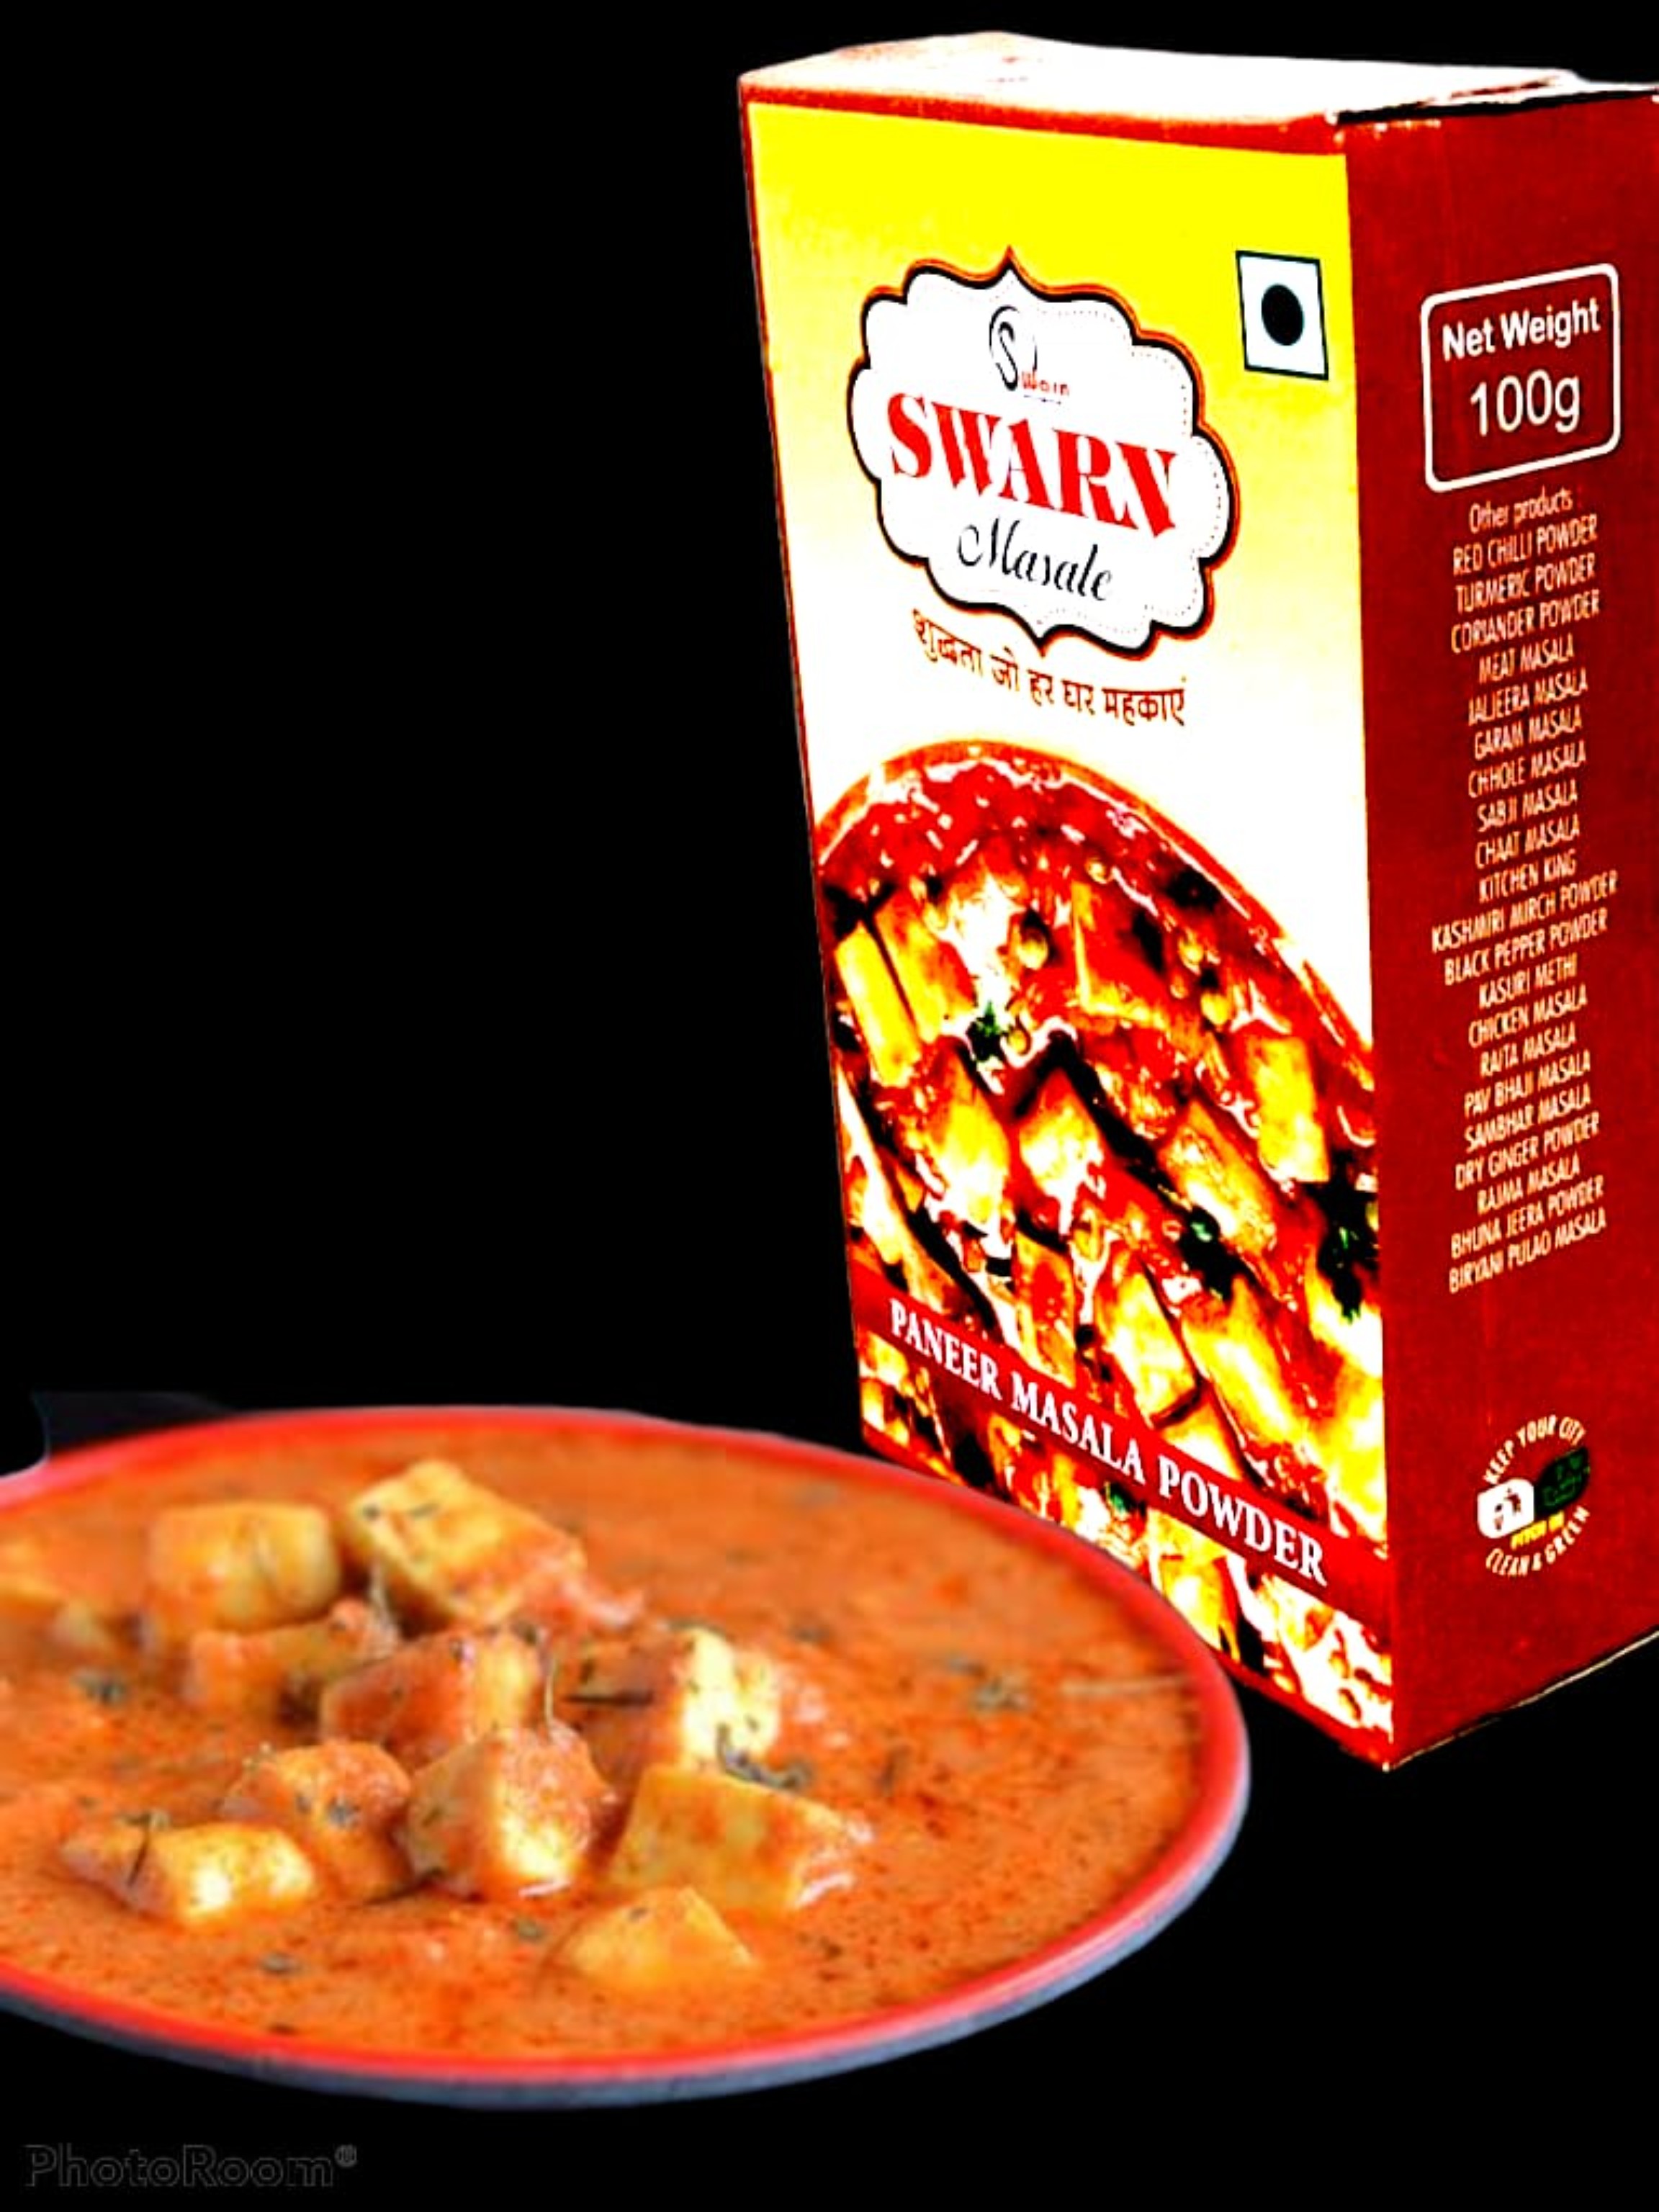 Swarn
SWARN
Masale
शुद्धता जो हर घर महकाएं
PANEER MASALA POWDER
Net Weight
100g
Other products :
RED CHILLI POWDER
TURMERIC POWDER
CORIANDER POWDER
MEAT MASALA
JALJEERA MASALA
GARAM MASALA
CHHOLE MASALA
SABJI MASALA
CHAAT MASALA
KITCHEN KING
KASHMIRI MIRCH POWDER
BLACK PEPPER POWDER
KASURI METHI
CHICKEN MASALA
RAITA MASALA
PAV BHAJI MASALA
SAMBHAR MASALA
DRY GINGER POWDER
RAJMA MASALA
BHUNA JEERA POWDER
BIRYANI PULAO MASALA
KEEP YOUR CITY
PITCH IN
CLEAN & GREEN
PhotoRoom